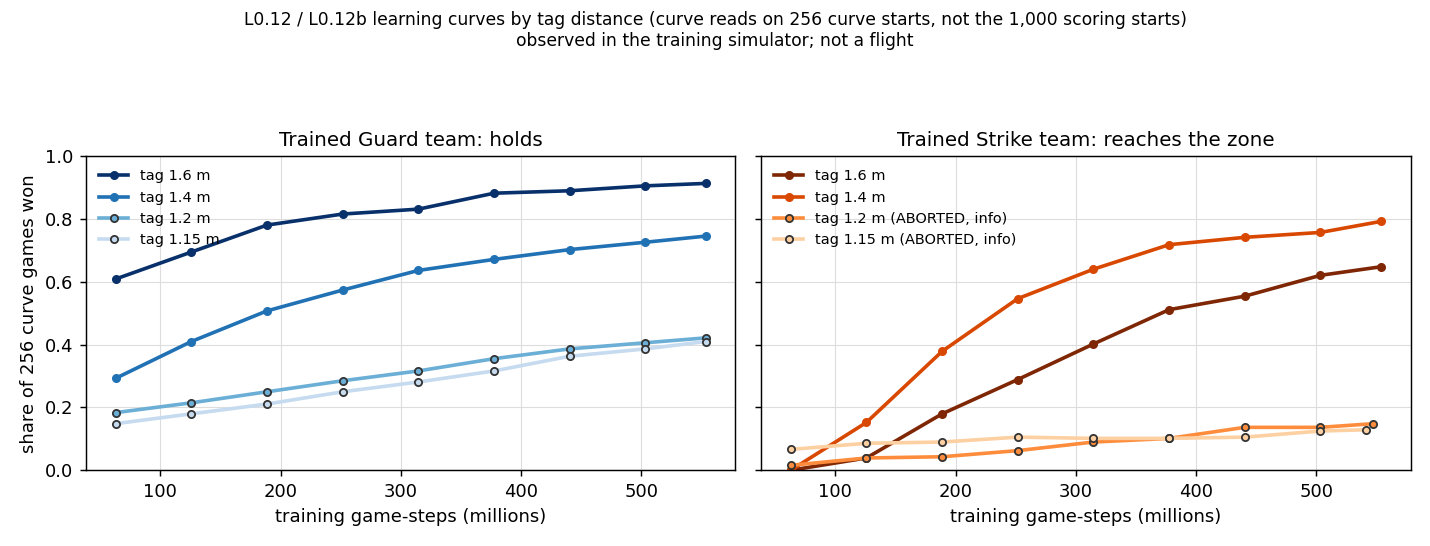 L0.12 / L0.12b learning curves by tag distance (curve reads on 256 curve starts, not the 1,000 scoring starts)
observed in the training simulator; not a flight
Trained Guard team: holds
share of 256 curve games won
1.0
0.8
0.6
0.4
0.2
0.0
tag 1.6 m
tag 1.4 m
tag 1.2 m
tag 1.15 m
100 200 300 400 500
training game-steps (millions)
Trained Strike team: reaches the zone
tag 1.6 m
tag 1.4 m
tag 1.2 m (ABORTED, info)
tag 1.15 m (ABORTED, info)
100 200 300 400 500
training game-steps (millions)